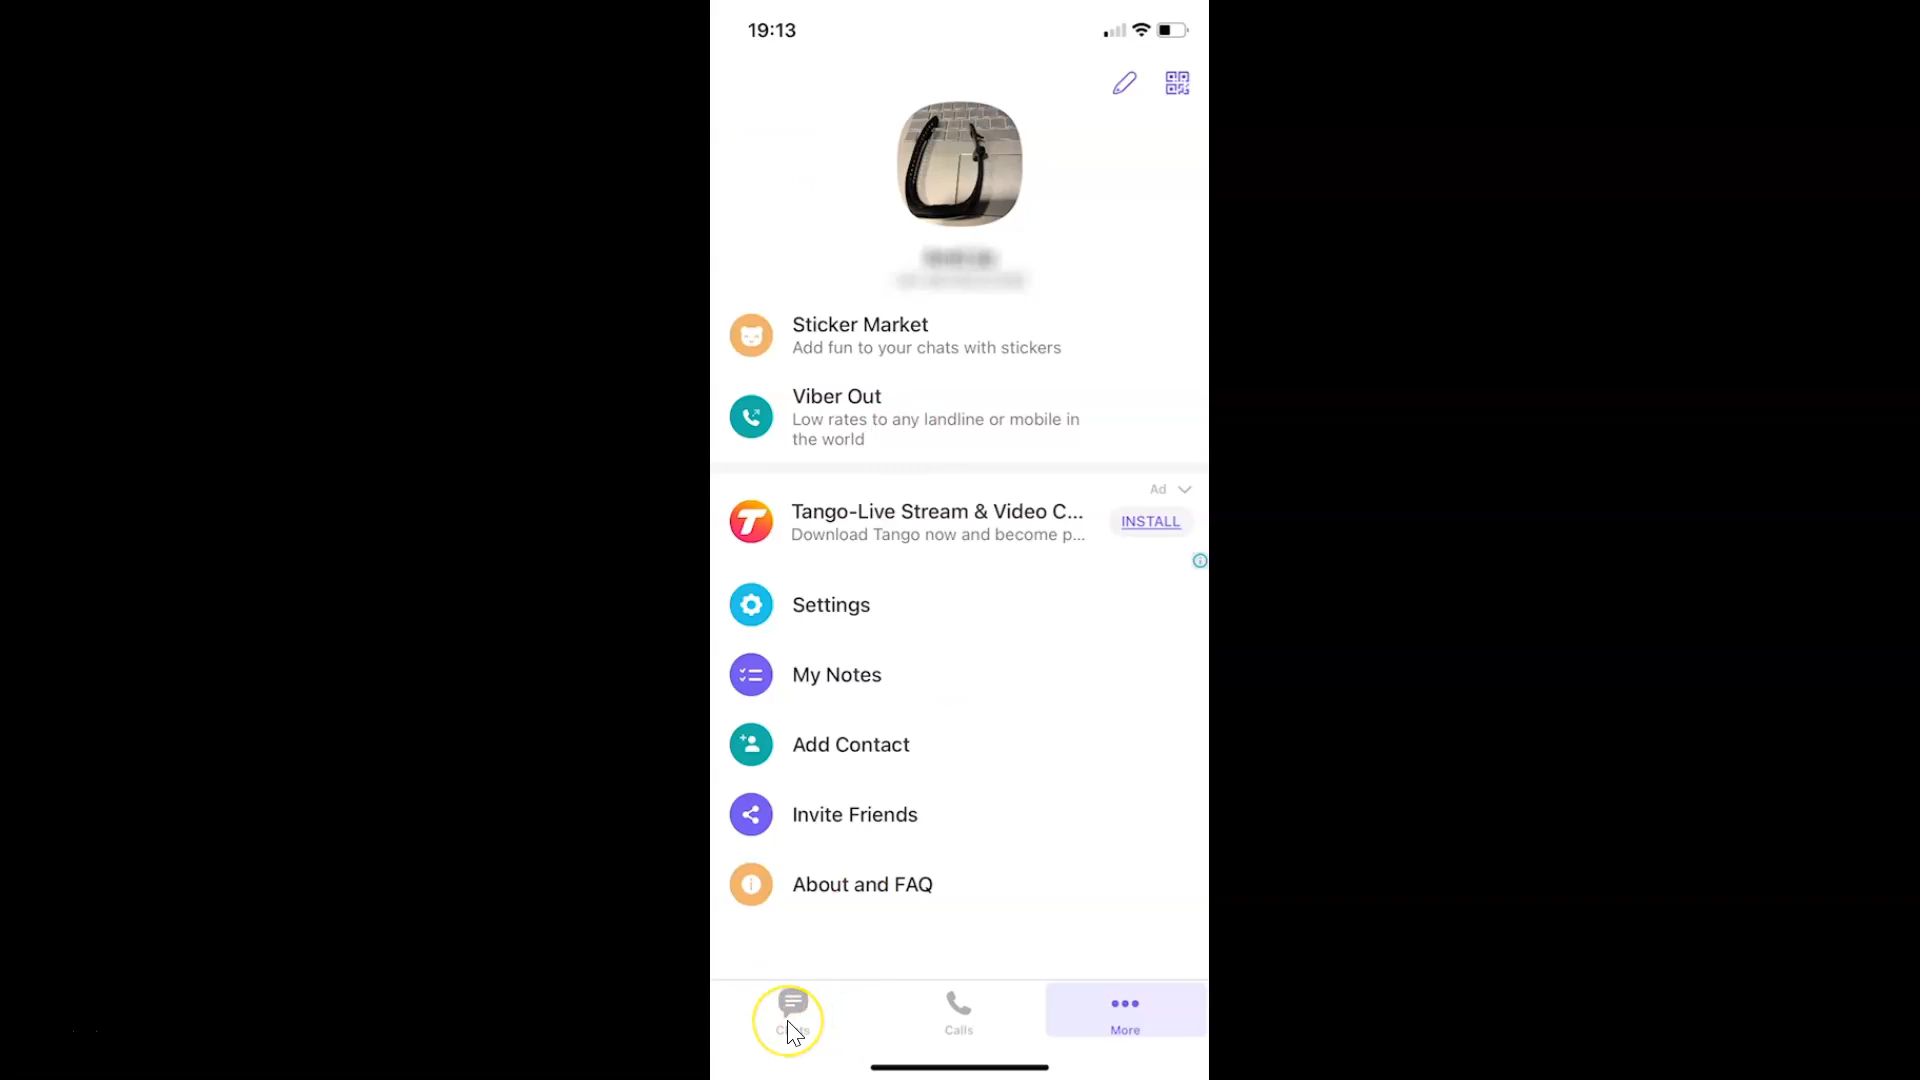 19:13
Sticker Market
Add fun to your chats with stickers
Viber Out
Low rates to any landline or mobile in
the world
Ad
Tango-Live Stream & Video C...
INSTALL
Download Tango now and become p...
Settings
My Notes
Add Contact
Invite Friends
About and FAQ
Chats
Calls
More